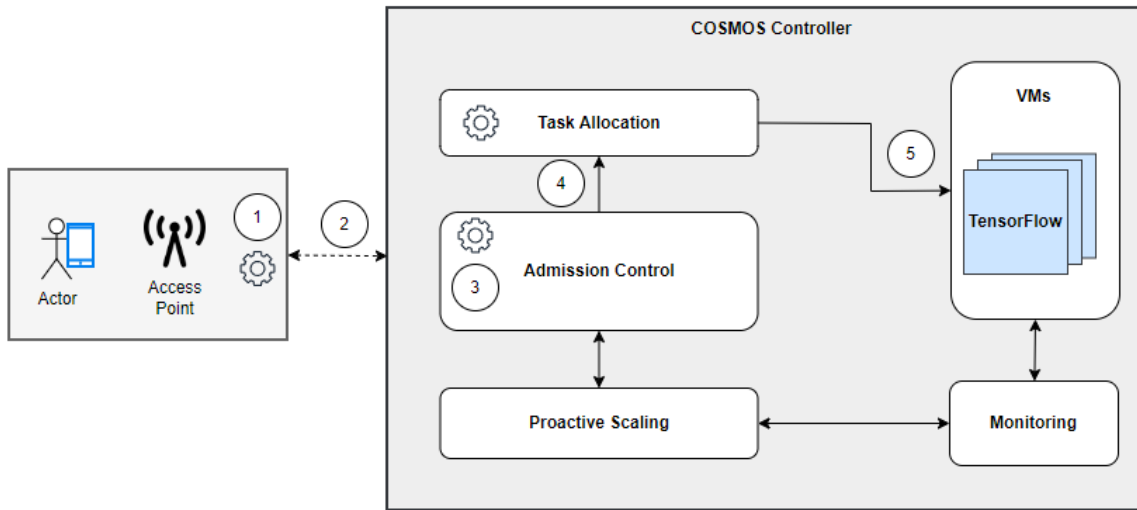 COSMOS Controller
VMs
Task Allocation
5
TensorFlow
4
1
2
Actor
Access
Point
Admission Control
3
Proactive Scaling
Monitoring